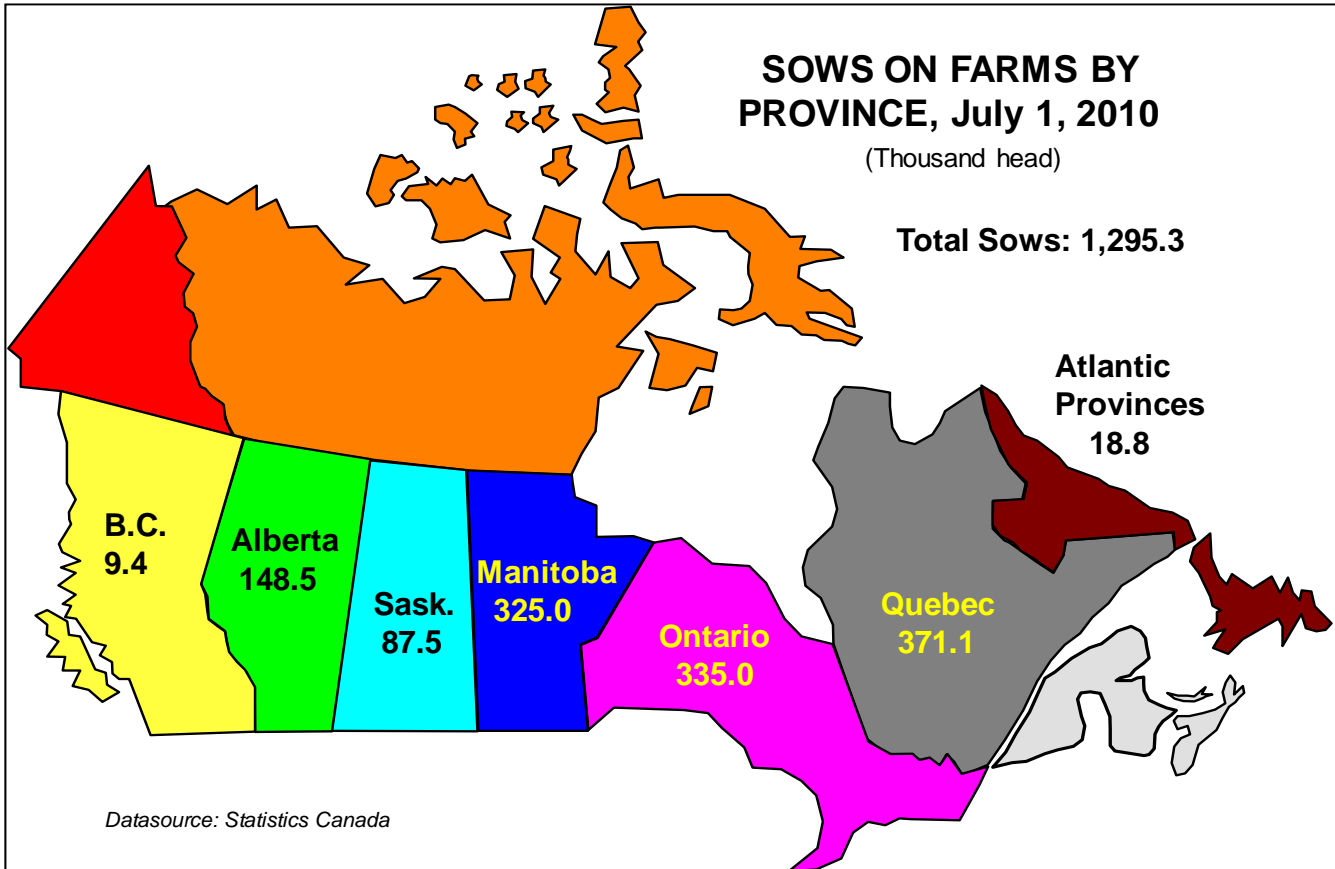 SOWS ON FARMS BY
PROVINCE, July 1, 2010
(Thousand head)
Total Sows: 1,295.3
Atlantic
Provinces
18.8
B.C.
9.4
Alberta
148.5
Sask.
87.5
Manitoba
325.0
Ontario
335.0
Quebec
371.1
Datasource: Statistics Canada